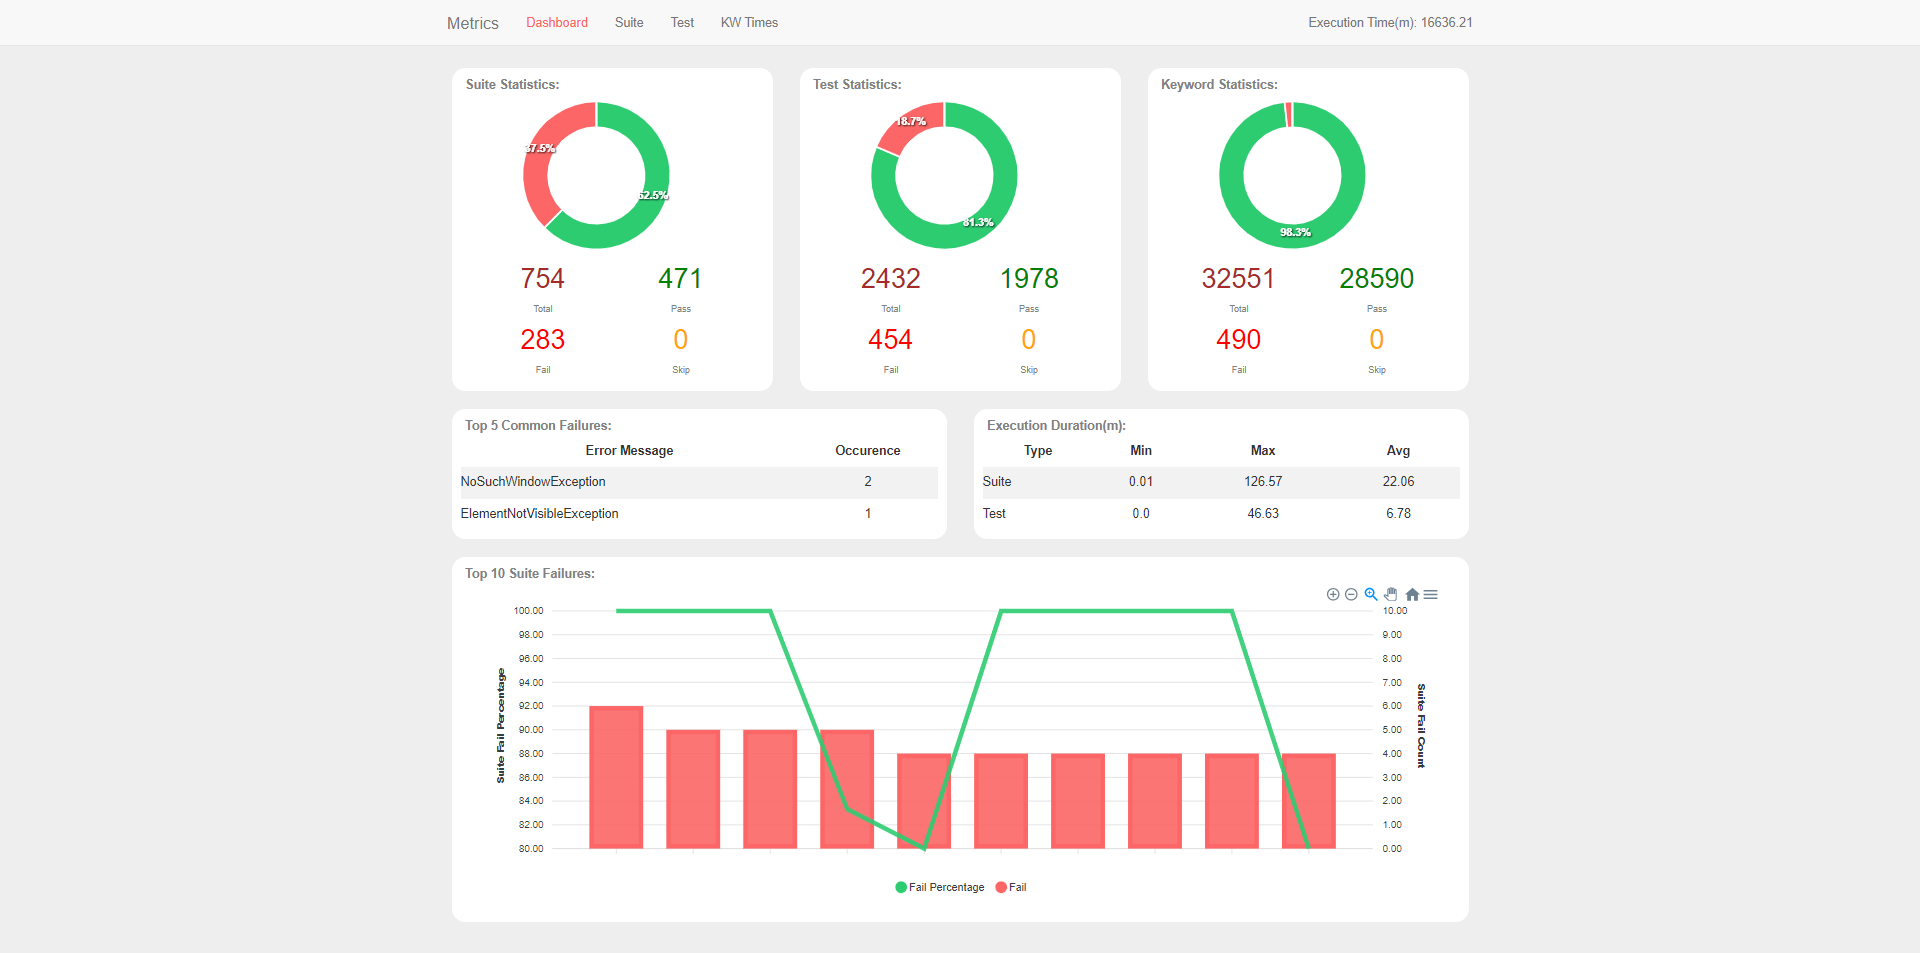 Metrics Dashboard Suite Test KW Times Execution Time(m): 16636.21
Suite Statistics:
37.5%
62.5%
754 471
Total Pass
283 0
Fail Skip
Test Statistics:
18.7%
81.3%
2432 1978
Total Pass
454 0
Fail Skip
Keyword Statistics:
98.3%
32551 28590
Total Pass
490 0
Fail Skip
Top 5 Common Failures:
Error Message Occurence
NoSuchWindowException 2
ElementNotVisibleException 1
Execution Duration(m):
Type Min Max Avg
Suite 0.01 126.57 22.06
Test 0.0 46.63 6.78
Top 10 Suite Failures:
100.00 10.00
98.00 9.00
96.00 8.00
94.00 7.00
92.00 6.00
90.00 5.00
88.00 4.00
86.00 3.00
84.00 2.00
82.00 1.00
80.00 0.00
Suite Fail Percentage
Suite Fail Count
Fail Percentage Fail